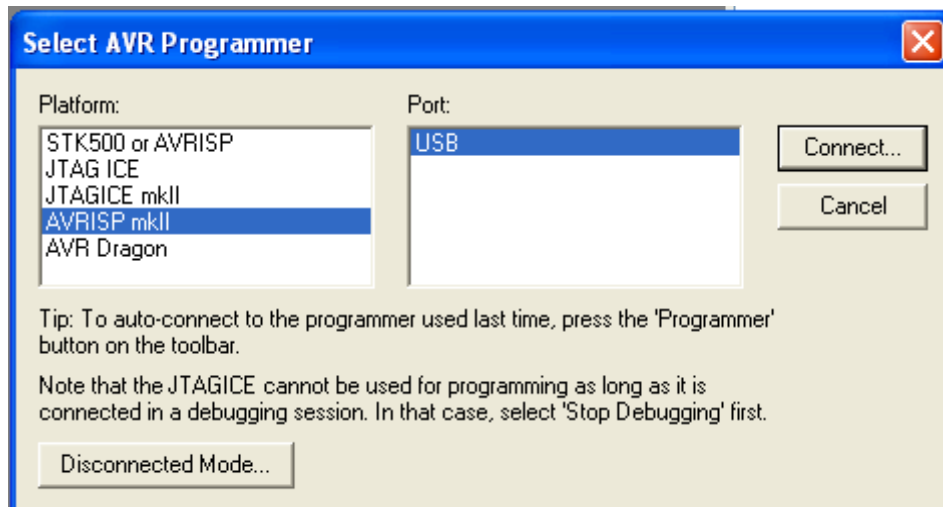 Select AVR Programmer
Platform:
Port:
STK500 or AVRISP
JTAG ICE
JTAGICE mkII
AVRISP mkII
AVR Dragon
USB
Connect...
Cancel
Tip: To auto-connect to the programmer used last time, press the 'Programmer'
button on the toolbar.
Note that the JTAGICE cannot be used for programming as long as it is
connected in a debugging session. In that case, select 'Stop Debugging' first.
Disconnected Mode...